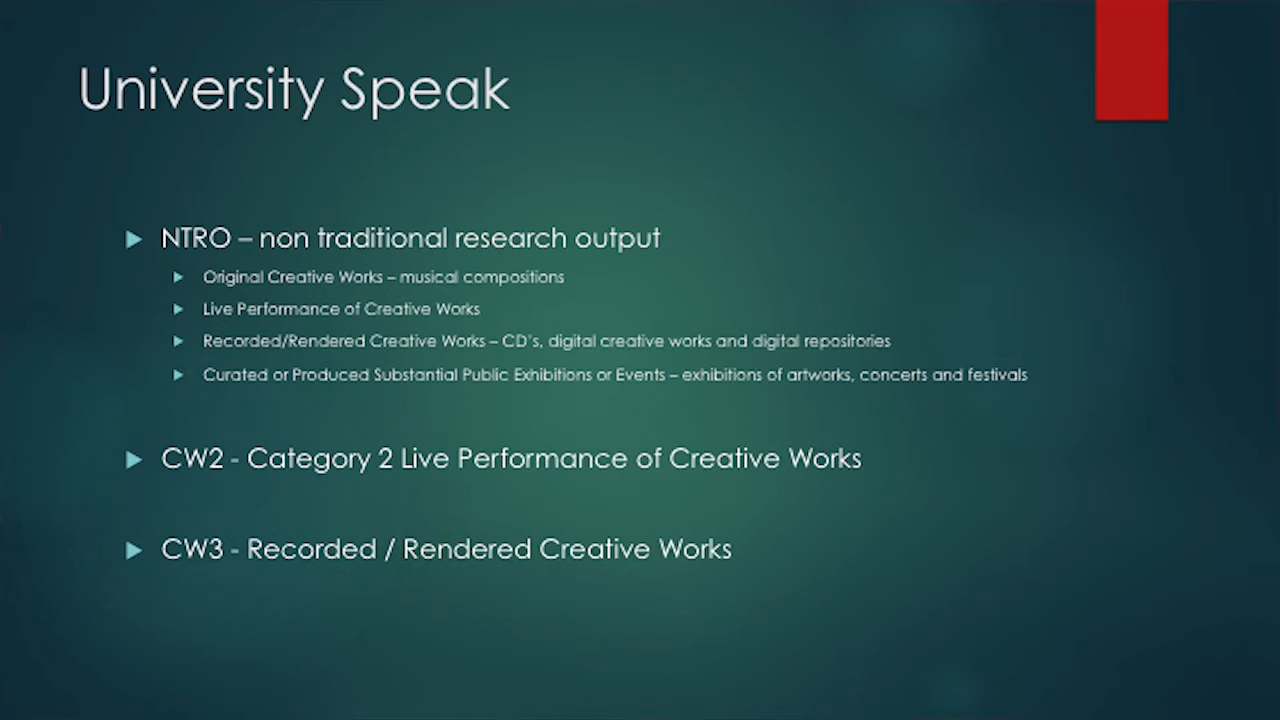 University Speak
NTRO – non traditional research output
Original Creative Works – musical compositions
Live Performance of Creative Works
Recorded/Rendered Creative Works – CD's, digital creative works and digital repositories
Curated or Produced Substantial Public Exhibitions or Events – exhibitions of artworks, concerts and festivals
CW2 - Category 2 Live Performance of Creative Works
CW3 - Recorded / Rendered Creative Works